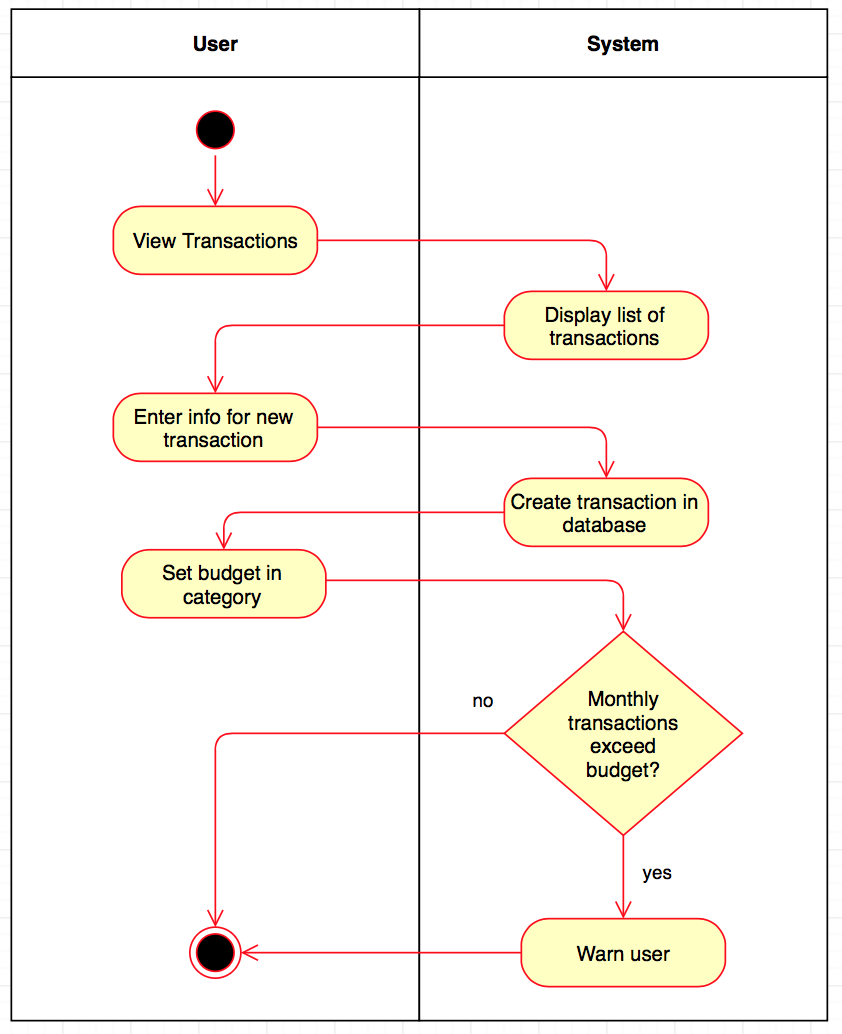 User
System
View Transactions
Display list of
transactions
Enter info for new
transaction
Create transaction in
database
Set budget in
category
no
Monthly
transactions
exceed
budget?
yes
Warn user